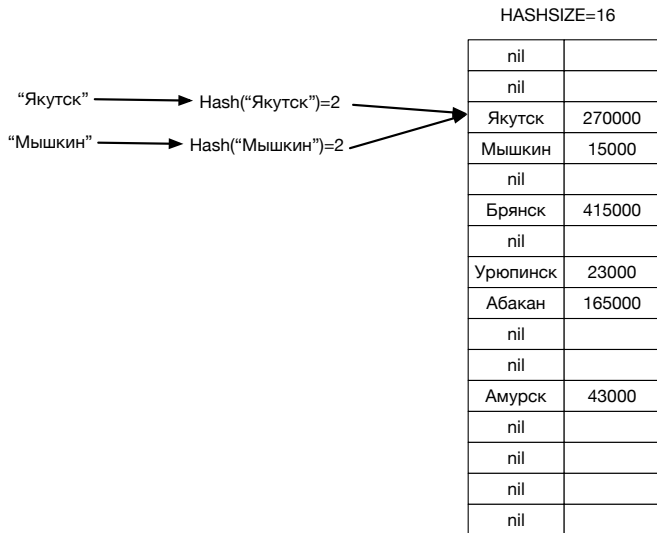 HASHSIZE=16
nil
nil
“Якутск” Hash(“Якутск”)=2
Якутск 270000
“Мышкин” Hash(“Мышкин”)=2
Мышкин 15000
nil
Брянск 415000
nil
Урюпинск 23000
Абакан 165000
nil
nil
Амурск 43000
nil
nil
nil
nil